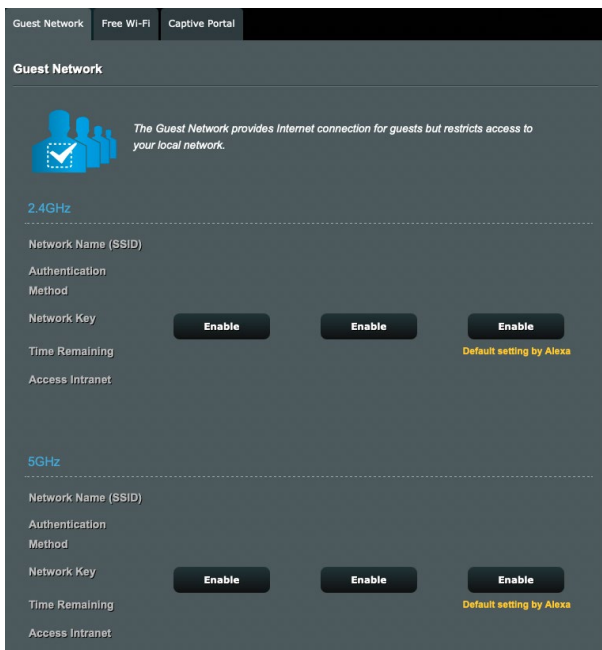 Guest Network Free Wi-Fi Captive Portal
Guest Network
The Guest Network provides Internet connection for guests but restricts access to
your local network.
2.4GHz
Network Name (SSID)
Authentication
Method
Network Key
Enable Enable Enable
Time Remaining
Default setting by Alexa
Access Intranet
5GHz
Network Name (SSID)
Authentication
Method
Network Key
Enable Enable Enable
Time Remaining
Default setting by Alexa
Access Intranet